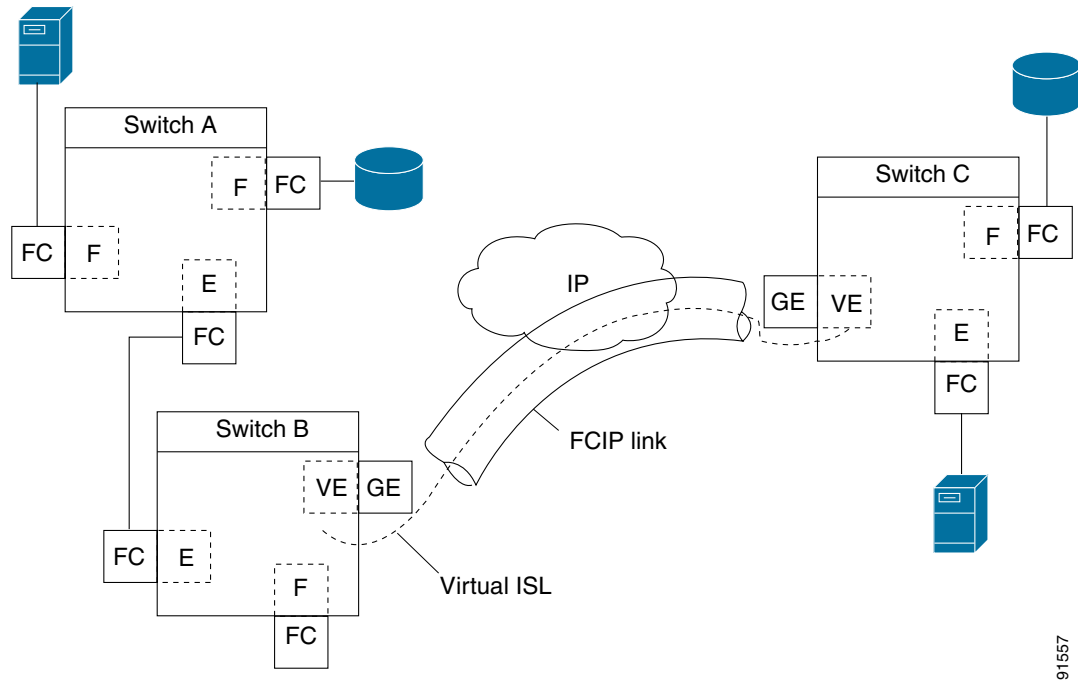 Switch A
F
FC
FC
F
E
FC
Switch B
VE
GE
FC
E
F
FC
IP
FCIP link
Virtual ISL
Switch C
F
FC
GE
VE
E
FC
91557